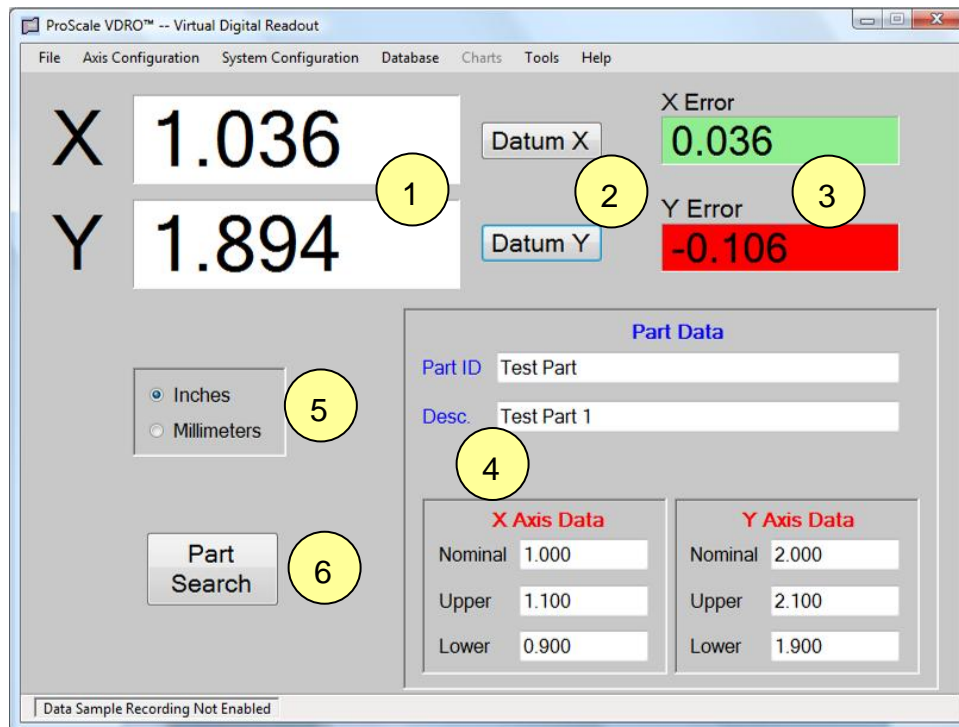 ProScale VDRO™ -- Virtual Digital Readout
File Axis Configuration System Configuration Database Charts Tools Help
X 1.036
Datum X
X Error
0.036
1
2
3
Y 1.894
Datum Y
Y Error
-0.106
Part Data
Part ID Test Part
Desc. Test Part 1
Inches
Millimeters
5
4
X Axis Data
Nominal 1.000
Upper 1.100
Lower 0.900
Y Axis Data
Nominal 2.000
Upper 2.100
Lower 1.900
Part
Search
6
Data Sample Recording Not Enabled